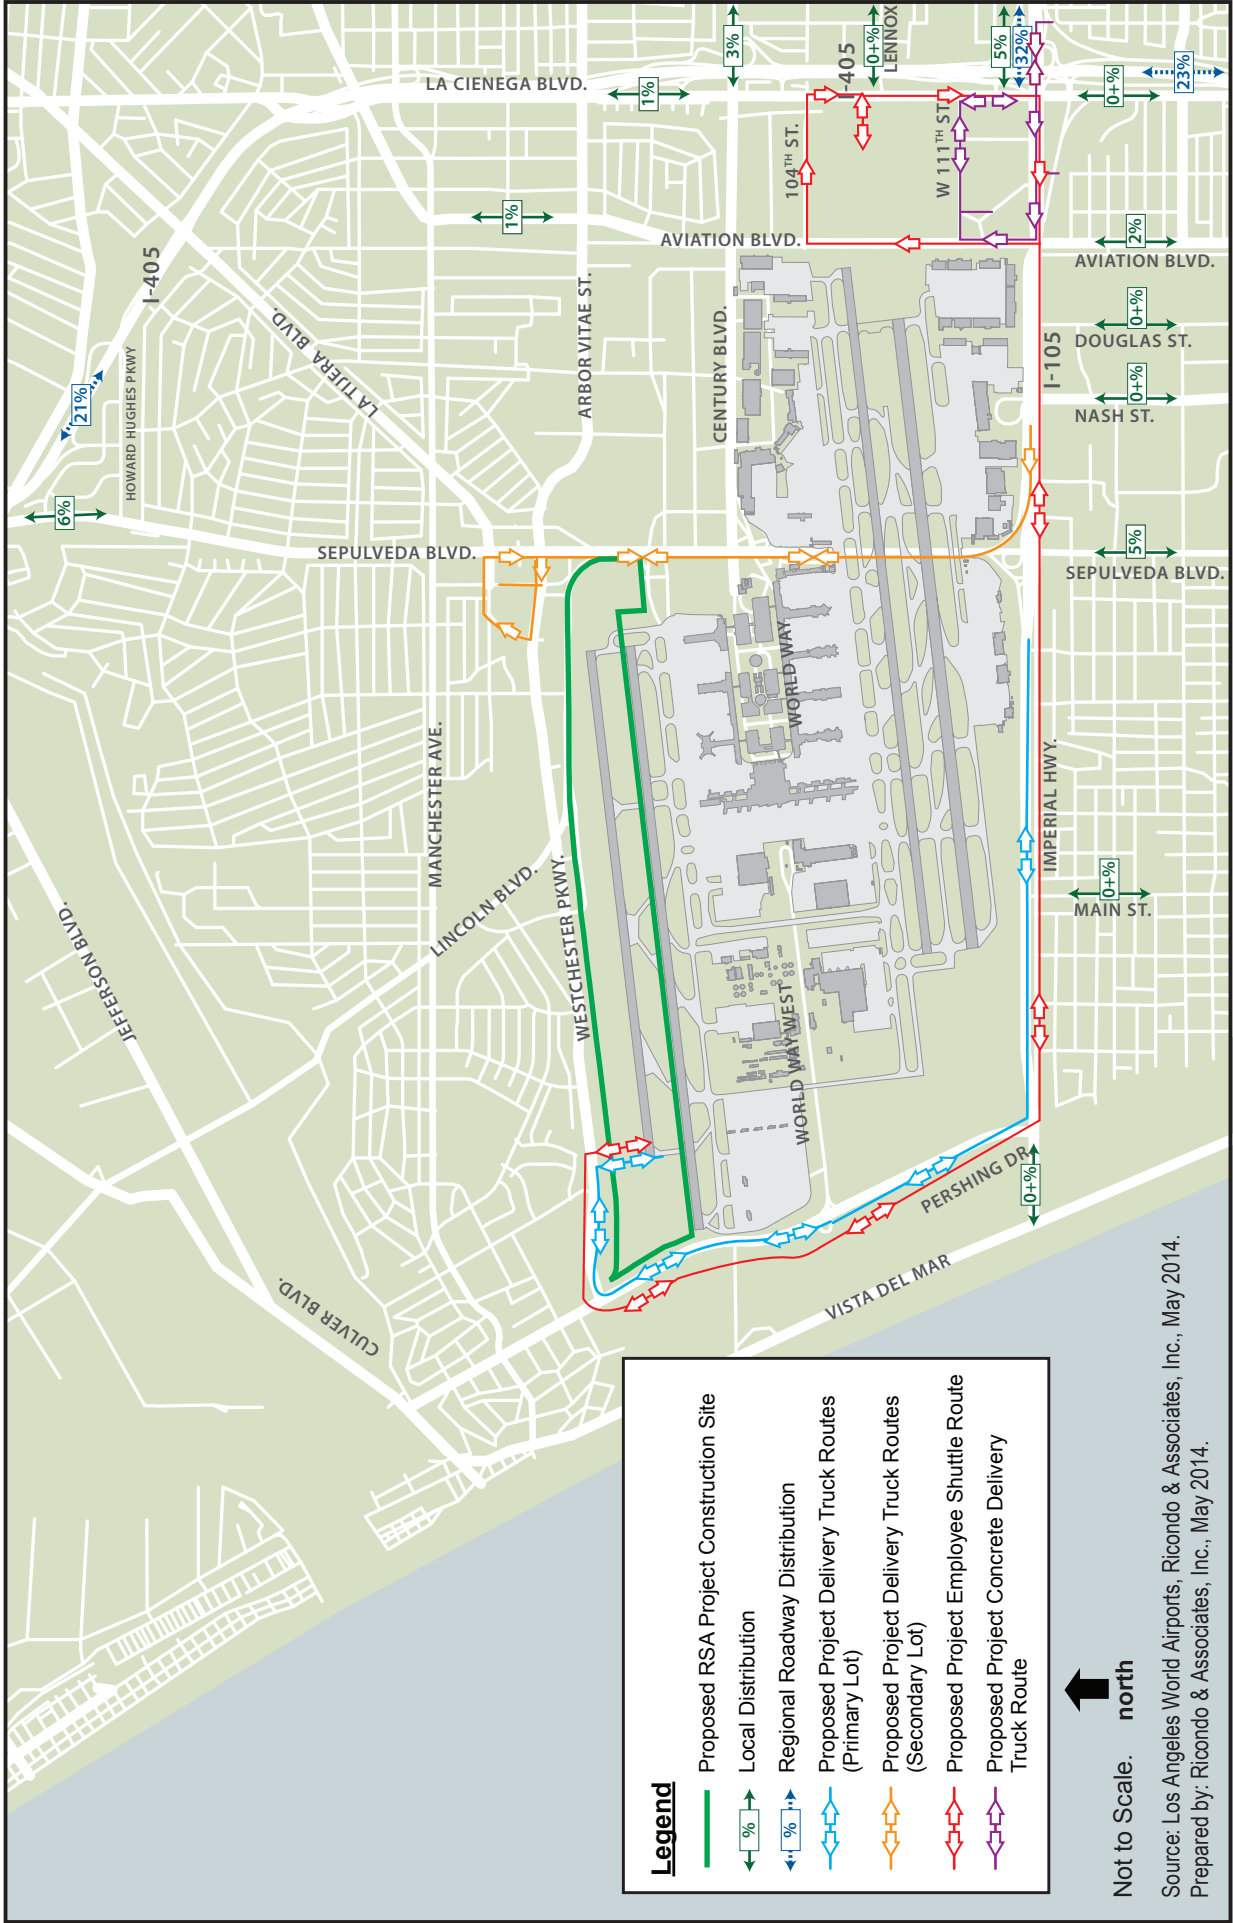 JEFFERSON BLVD.
CULVER BLVD.
LINCOLN BLVD.
MANCHESTER AVE.
WESTCHESTER PKWY.
SEPULVEDA BLVD.
6%
HOWARD HUGHES PKWY
21%
I-405
LA TIJERA BLVD.
ARBOR VITAE ST.
1%
LA CIENEGA BLVD.
1%
3%
CENTURY BLVD.
AVIATION BLVD.
104TH ST.
I-405
0+%
LENNOX
W 111TH ST
5%
32%
0+%
23%
WORLD WAY
WORLD WAY WEST
PERSHING DR.
VISTA DEL MAR
0+%
IMPERIAL HWY.
I-105
MAIN ST.
0+%
SEPULVEDA BLVD.
5%
NASH ST.
0+%
DOUGLAS ST.
0+%
AVIATION BLVD.
2%
Legend
Proposed RSA Project Construction Site
% Local Distribution
% Regional Roadway Distribution
Proposed Project Delivery Truck Routes
(Primary Lot)
Proposed Project Delivery Truck Routes
(Secondary Lot)
Proposed Project Employee Shuttle Route
Proposed Project Concrete Delivery
Truck Route
Not to Scale. north
Source: Los Angeles World Airports, Ricondo & Associates, Inc., May 2014.
Prepared by: Ricondo & Associates, Inc., May 2014.